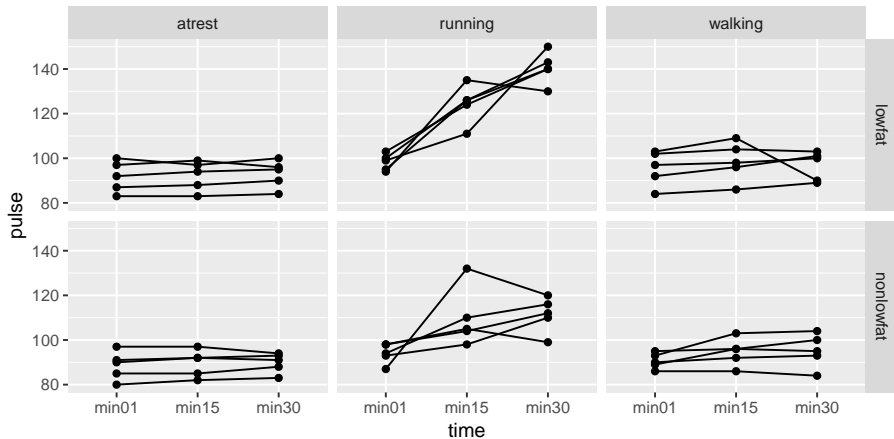 atrest running walking
140
120
100
80
lowfat
pulse
140
120
100
80
nonlowfat
min01 min15 min30 min01 min15 min30 min01 min15 min30
time